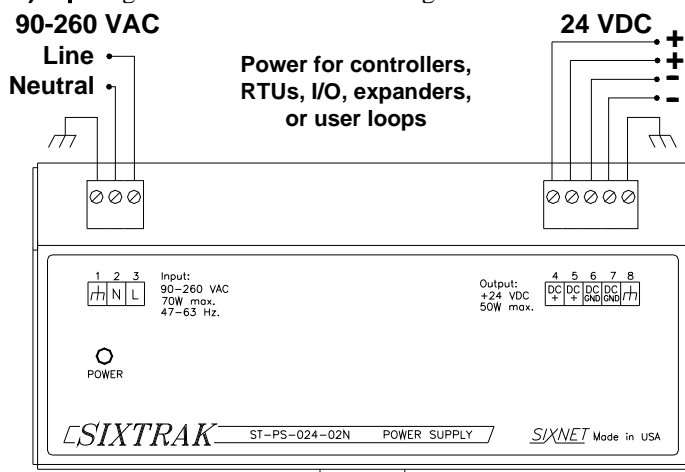 90-260 VAC
Line
Neutral
Power for controllers,
RTUs, I/O, expanders,
or user loops
24 VDC
+
+
-
-
1 2 3
N L
Input:
90-260 VAC
70W max.
47-63 Hz.
POWER
Output:
+24 VDC
50W max.
4 5 6 7 8
DC + DC + DC GND DC GND
SIXTRAK ST-PS-024-02N POWER SUPPLY SIXNET Made in USA